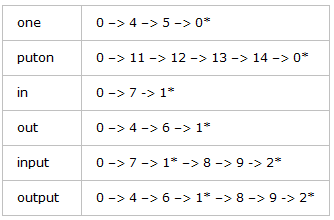 one 0 –> 4 –> 5 –> 0*
puton 0 –> 11 –> 12 –> 13 –> 14 –> 0*
in 0 –> 7 -> 1*
out 0 –> 4 –> 6 –> 1*
input 0 –> 7 –> 1* –> 8 –> 9 –> 2*
output 0 –> 4 –> 6 –> 1* –> 8 –> 9 –> 2*